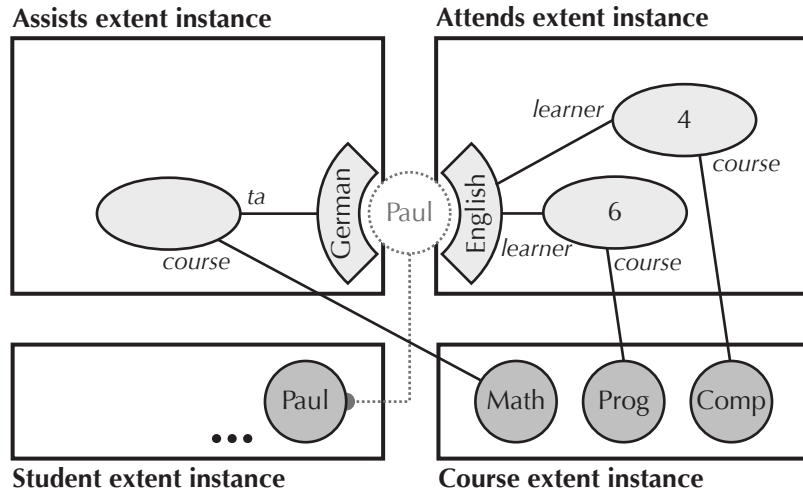 Assists extent instance
Attends extent instance
learner
4
course
ta
course
German
Paul
English
learner
6
course
Paul
...
Math
Prog
Comp
Student extent instance
Course extent instance